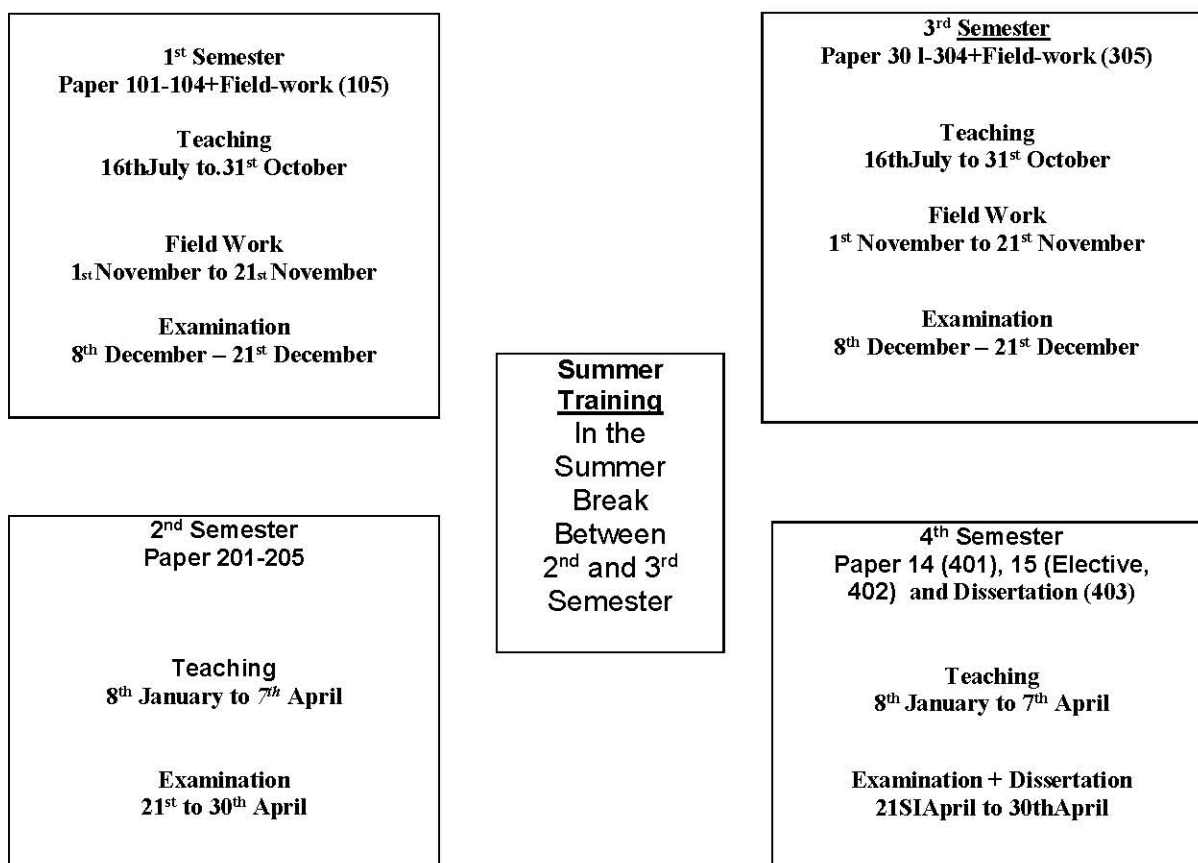 1st Semester
Paper 101-104+Field-work (105)
Teaching
16thJuly to.31st October
Field Work
1st November to 21st November
Examination
8th December – 21st December
3rd Semester
Paper 30 l-304+Field-work (305)
Teaching
16thJuly to 31st October
Field Work
1st November to 21st November
Examination
8th December – 21st December
Summer
Training
In the
Summer
Break
Between
2nd and 3rd
Semester
2nd Semester
Paper 201-205
Teaching
8th January to 7th April
Examination
21st to 30th April
4th Semester
Paper 14 (401), 15 (Elective,
402) and Dissertation (403)
Teaching
8th January to 7th April
Examination + Dissertation
21SIApril to 30thApril